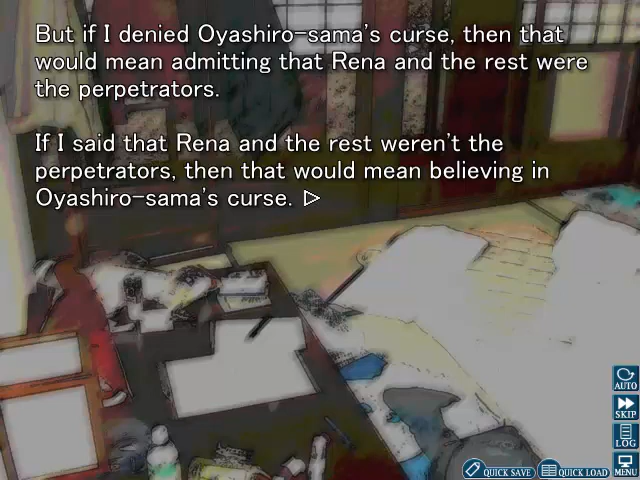 But if I denied Oyashiro-sama's curse, then that
would mean admitting that Rena and the rest were
the perpetrators.
If I said that Rena and the rest weren't the
perpetrators, then that would mean believing in
Oyashiro-sama's curse.
AUTO
SKIP
LOG
MENU
QUICK SAVE
QUICK LOAD